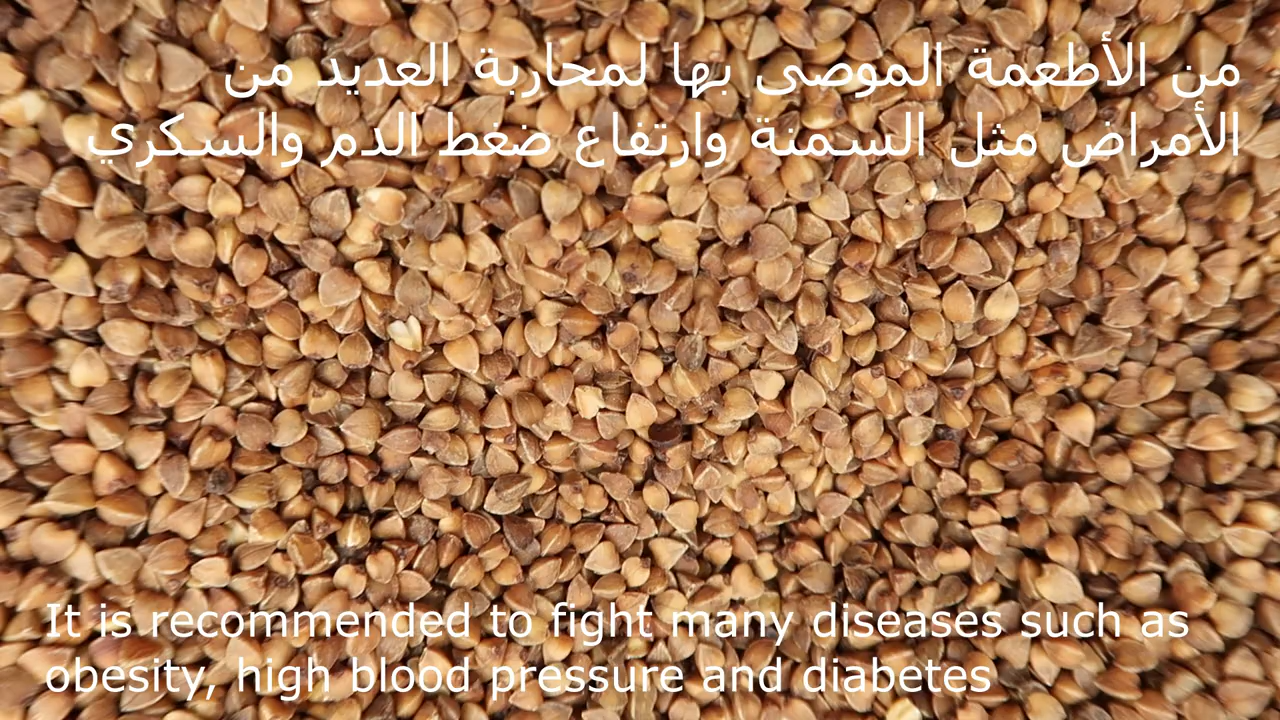 من الأطعمة الموصى بها لمحاربة العديد من
الأمراض مثل السمنة وارتفاع ضغط الدم والسكري
It is recommended to fight many diseases such as
obesity, high blood pressure and diabetes